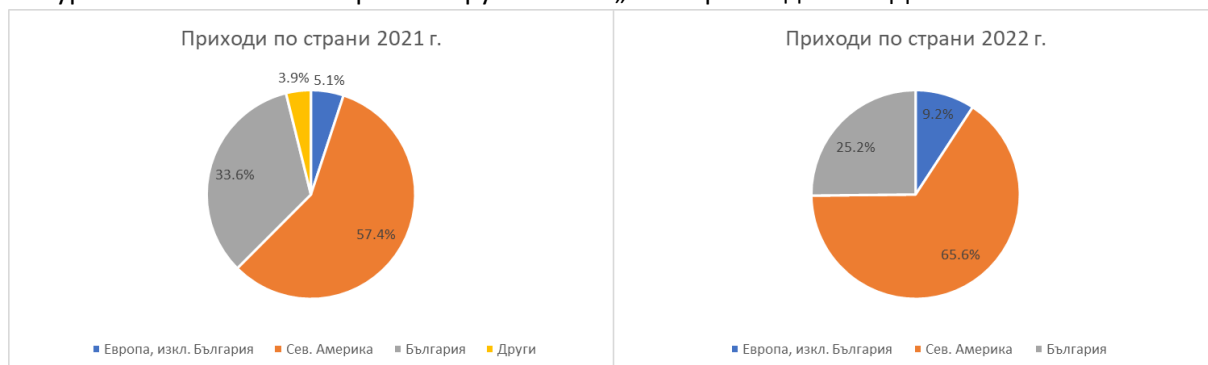 Приходи по страни 2021 г.
3.9%
5.1%
33.6%
57.4%
Европа, изкл. България Сев. Америка България Други
Приходи по страни 2022 г.
9.2%
25.2%
65.6%
Европа, изкл. България Сев. Америка България